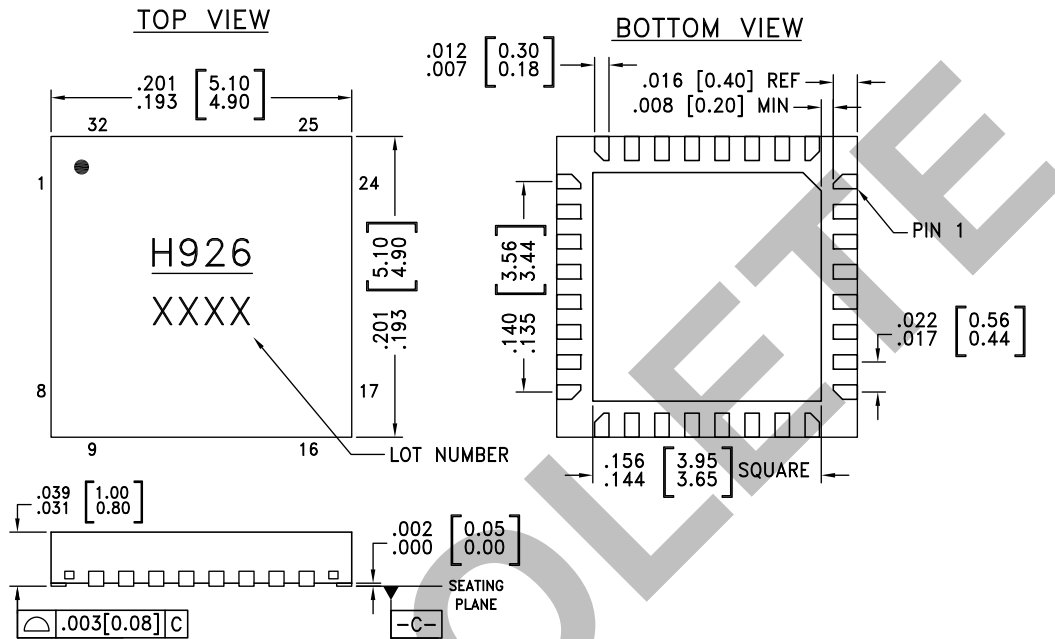 TOP VIEW
.201 [5.10]
.193 [4.90]
32 25
1 24
H926
XXXX
8 17
9 16
[5.10]
[4.90]
.201
.193
LOT NUMBER
.039 [1.00]
.031 [0.80]
.002 [0.05]
.000 [0.00]
SEATING
PLANE
.003[0.08] C
-C-
BOTTOM VIEW
.012 [0.30]
.007 [0.18]
.016 [0.40] REF
.008 [0.20] MIN
PIN 1
[3.56]
[3.44]
.140
.135
.022 [0.56]
.017 [0.44]
.156 [3.95] SQUARE
.144 [3.65]
OLETE